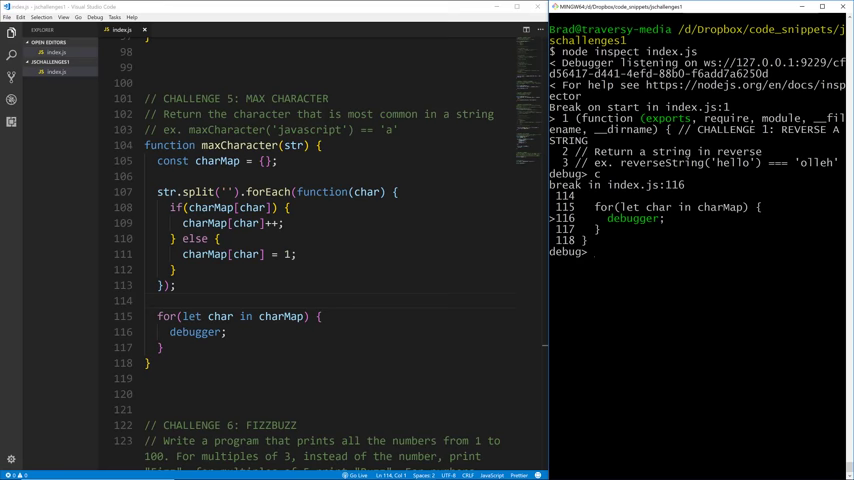 index.js - jschallenges1 - Visual Studio Code
File Edit Selection View Go Debug Tasks Help
EXPLORER
OPEN EDITORS
JS index.js
JSCHALLENGES1
JS index.js
JS index.js
98
99
100
101 // CHALLENGE 5: MAX CHARACTER
102 // Return the character that is most common in a string
103 // ex. maxCharacter('javascript') == 'a'
104 function maxCharacter(str) {
105 const charMap = {};
106
107 str.split('').forEach(function(char) {
108 if(charMap[char]) {
109 charMap[char]++;
110 } else {
111 charMap[char] = 1;
112 }
113 });
114
115 for(let char in charMap) {
116 debugger;
117 }
118 }
119
120
121
122 // CHALLENGE 6: FIZZBUZZ
123 // Write a program that prints all the numbers from 1 to
100. For multiples of 3, instead of the number, print
0 0 Ln 114, Col 1 Spaces: 2 UTF-8 CRLF JavaScript Go Live Prettier
MINGW64:/d/Dropbox/code_snippets/jschallenges1
Brad@traversy-media /d/Dropbox/code_snippets/j
schallenges1
$ node inspect index.js
< Debugger listening on ws://127.0.0.1:9229/cf
d56417-d441-4efd-88b0-f6add7a6250d
< For help see https://nodejs.org/en/docs/insp
ector
Break on start in index.js:1
> 1 (function (exports, require, module, __fil
ename, __dirname) { // CHALLENGE 1: REVERSE A
STRING
2 // Return a string in reverse
3 // ex. reverseString('hello') === 'olleh'
debug> c
break in index.js:116
114
115 for(let char in charMap) {
>116 debugger;
117 }
118 }
debug>